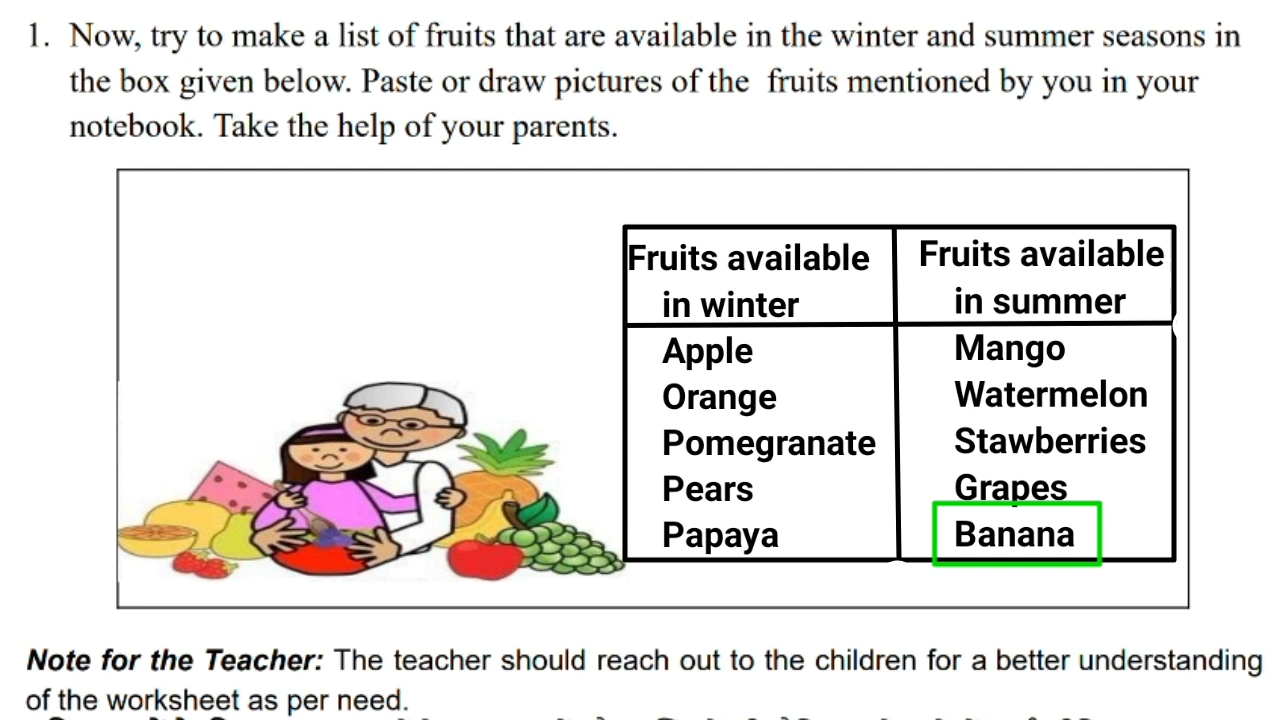 1. Now, try to make a list of fruits that are available in the winter and summer seasons in
the box given below. Paste or draw pictures of the fruits mentioned by you in your
notebook. Take the help of your parents.
Fruits available
in winter
Apple
Orange
Pomegranate
Pears
Papaya
Fruits available
in summer
Mango
Watermelon
Stawberries
Grapes
Banana
Note for the Teacher: The teacher should reach out to the children for a better understanding
of the worksheet as per need.